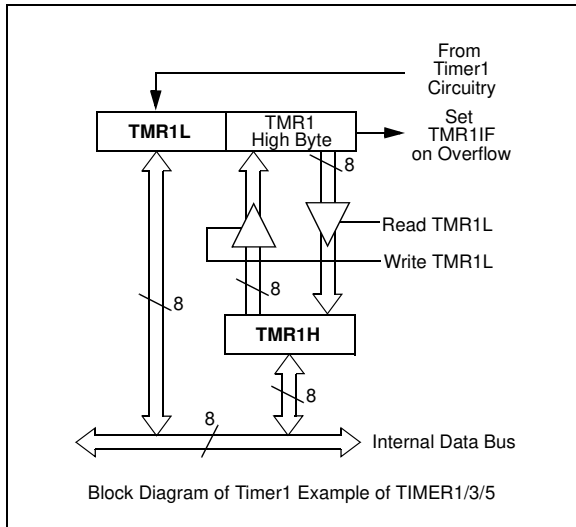 From
Timer1
Circuitry
TMR1L
TMR1
High Byte
Set
TMR1IF
on Overflow
8
Read TMR1L
Write TMR1L
8
8
TMR1H
8
8
Internal Data Bus
Block Diagram of Timer1 Example of TIMER1/3/5